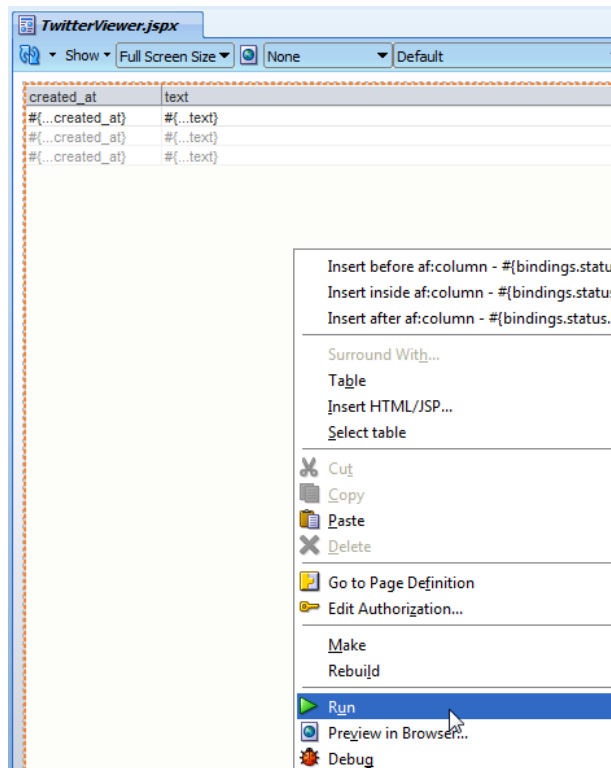 TwitterViewer.jspx
Show Full Screen Size None Default
created_at text
#{...created_at} #{...text}
#{...created_at} #{...text}
#{...created_at} #{...text}
Insert before af:column - #{bindings.statu
Insert inside af:column - #{bindings.statu
Insert after af:column - #{bindings.status.
Surround With...
Table
Insert HTML/JSP...
Select table
Cut
Copy
Paste
Delete
Go to Page Definition
Edit Authorization...
Make
Rebuild
Run
Preview in Browser...
Debug